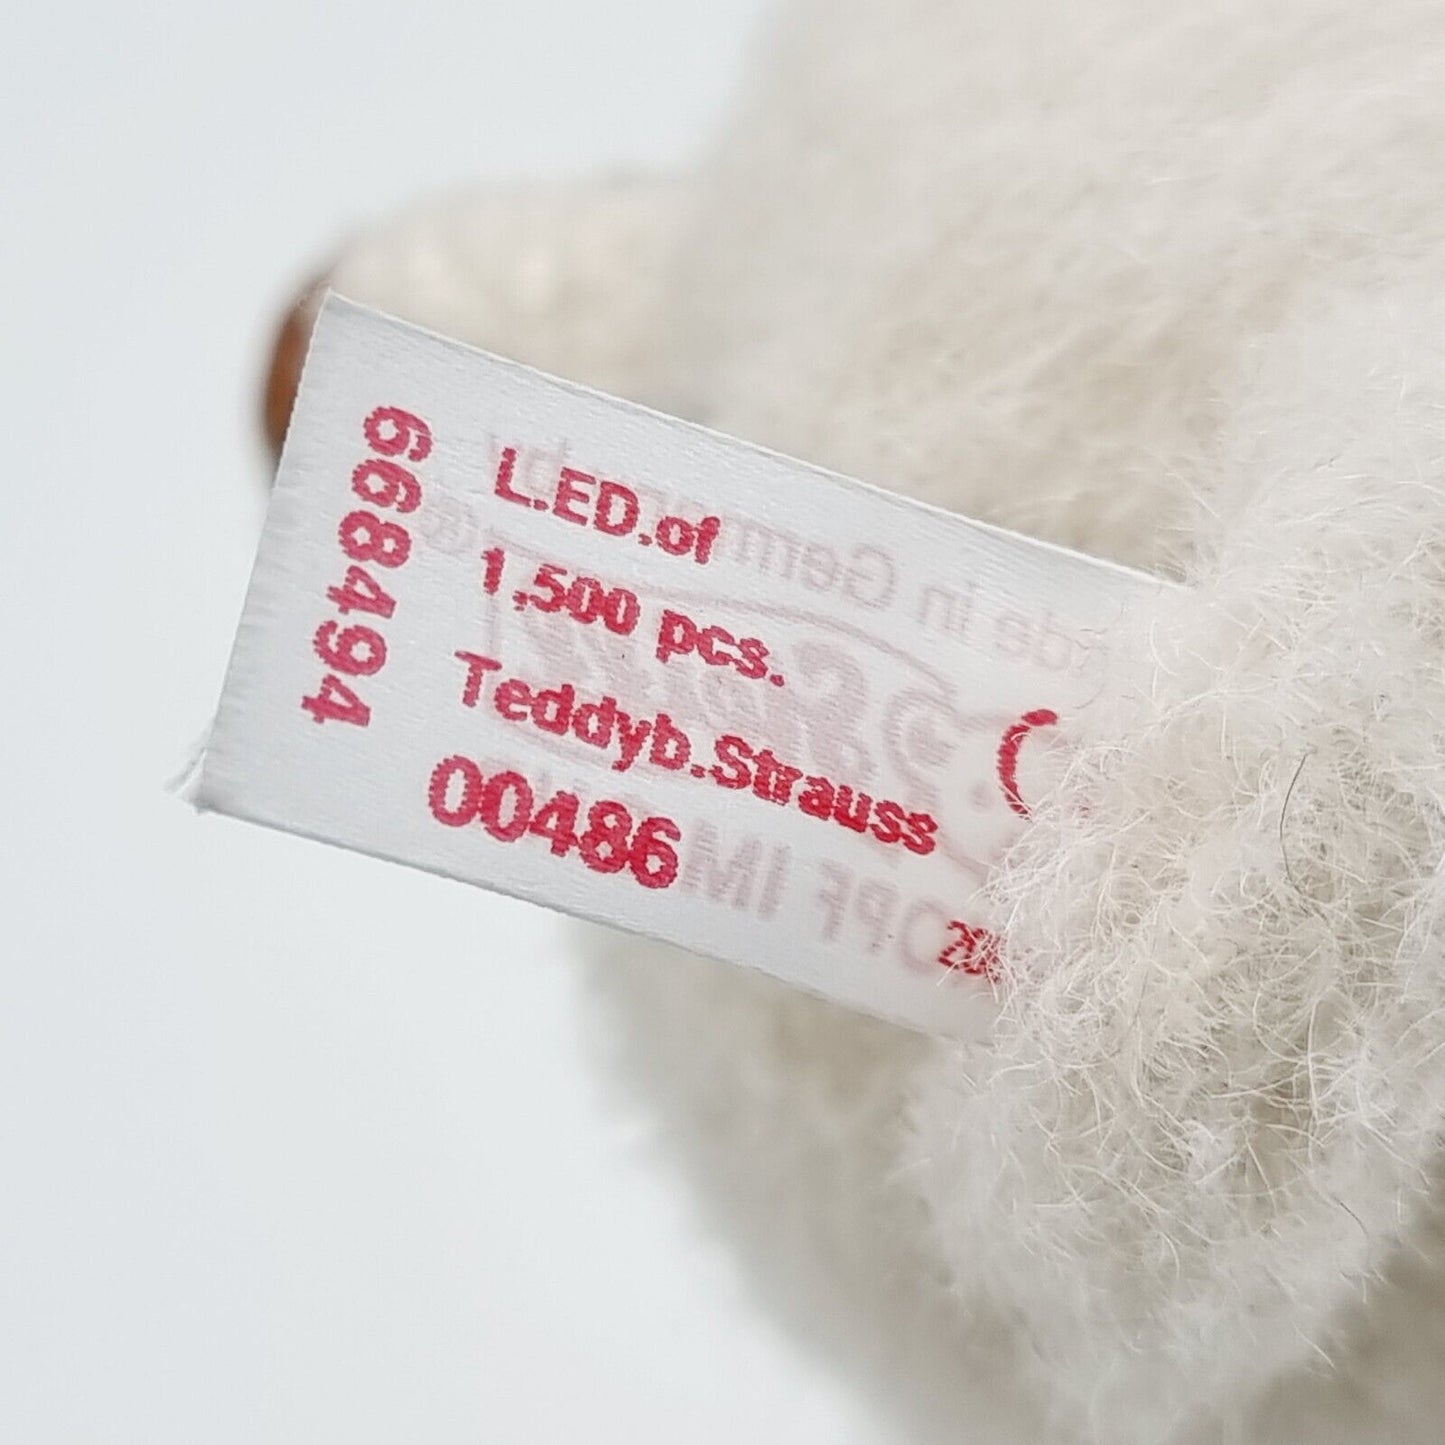 668494
L.ED.of
1,500 pcs.
Teddyb.Strauss
00486